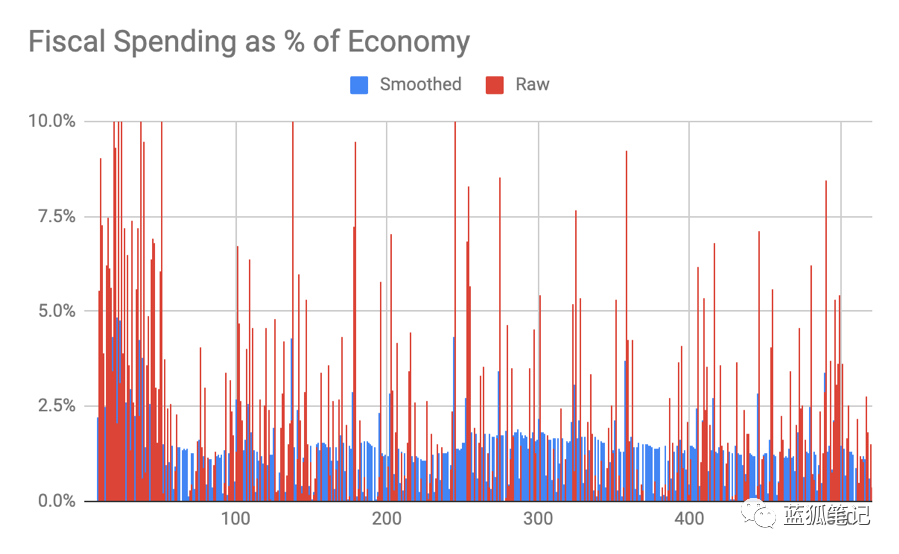 Fiscal Spending as % of Economy
Smoothed Raw
10.0%
7.5%
5.0%
2.5%
0.0%
100 200 300 400 500
蓝狐笔记